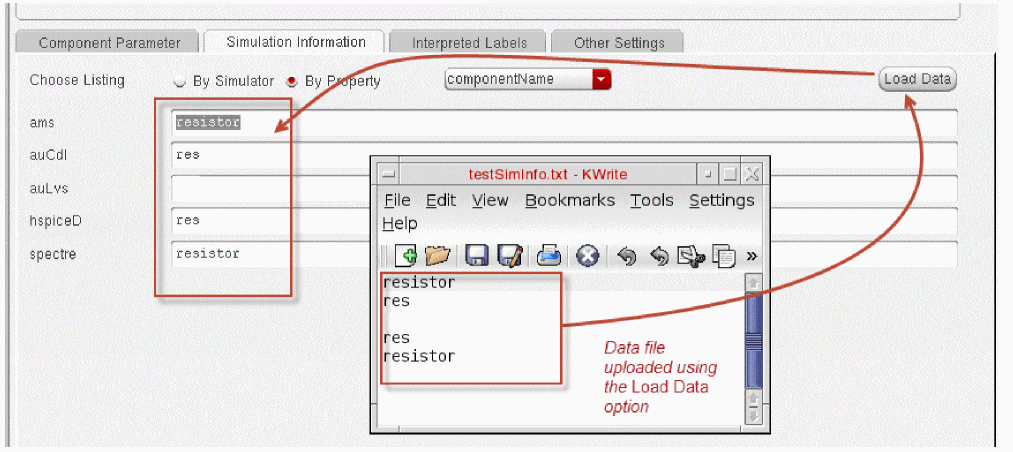 Component Parameter Simulation Information Interpreted Labels Other Settings
Choose Listing By Simulator By Property componentName Load Data
ams resistor
auCdl res
auLvs
hspiceD res
spectre resistor
testSimInfo.txt - KWrite
File Edit View Bookmarks Tools Settings
Help
»
resistor
res
res
resistor
Data file
uploaded using
the Load Data
option